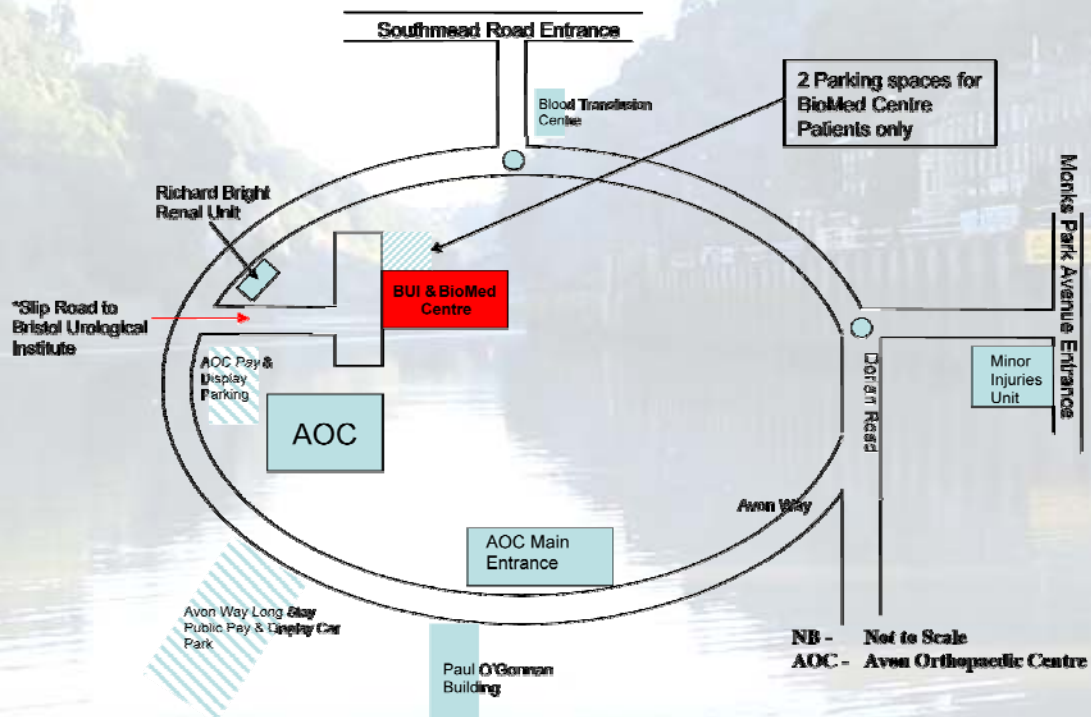 Southmead Road Entrance
2 Parking spaces for
BioMed Centre
Patients only
Blood Transfusion
Centre
Richard Bright
Renal Unit
Monks Park Avenue Entrance
BUI & BioMed
Centre
*Slip Road to
Bristol Urological
Institute
AOC Pay &
Display
Parking
Minor
Injuries
Unit
Dorian Road
AOC
Avon Way
AOC Main
Entrance
Avon Way Long Stay
Public Pay & Display Car
Park
Paul O'Gorman
Building
NB - Not to Scale
AOC - Avon Orthopaedic Centre